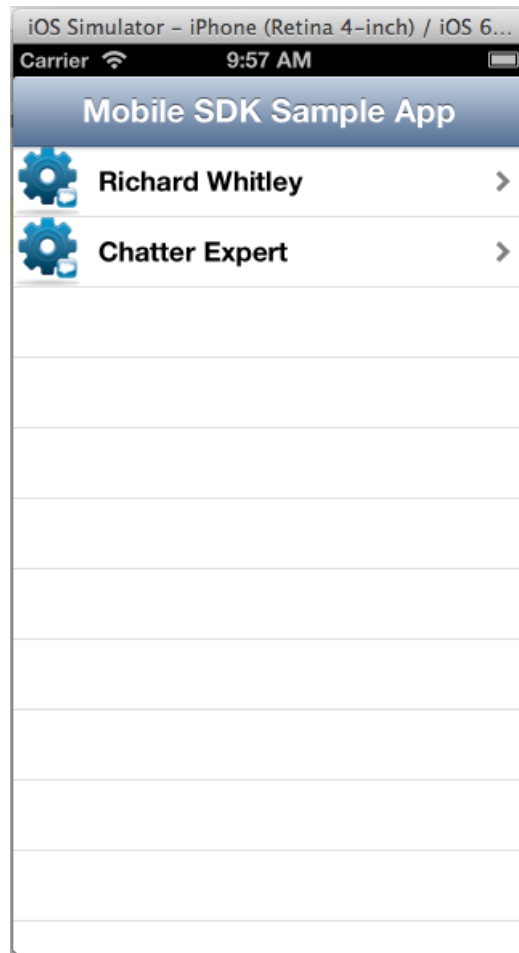 iOS Simulator – iPhone (Retina 4–inch) / iOS 6...
Carrier 9:57 AM
Mobile SDK Sample App
Richard Whitley
Chatter Expert